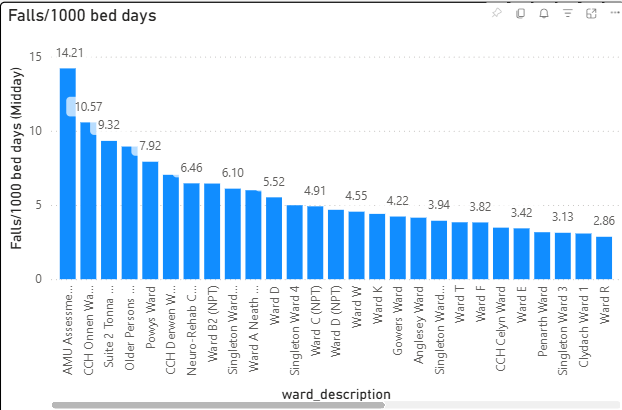 Falls/1000 bed days
Falls/1000 bed days (Midday)
15
10
5
0
14.21
10.57
9.32
7.92
6.46
6.10
5.52
4.91
4.55
4.22
3.94
3.82
3.42
3.13
2.86
AMU Assessme...
CCH Onnen Wa...
Suite 2 Tonna ...
Older Persons ...
Powys Ward
CCH Derwen W...
Neuro-Rehab C...
Ward B2 (NPT)
Singleton Ward...
Ward A Neath ...
Ward D
Singleton Ward 4
Ward C (NPT)
Ward D (NPT)
Ward W
Ward K
Gowers Ward
Anglesey Ward
Singleton Ward...
Ward T
Ward F
CCH Celyn Ward
Ward E
Penarth Ward
Singleton Ward 3
Clydach Ward 1
Ward R
ward_description